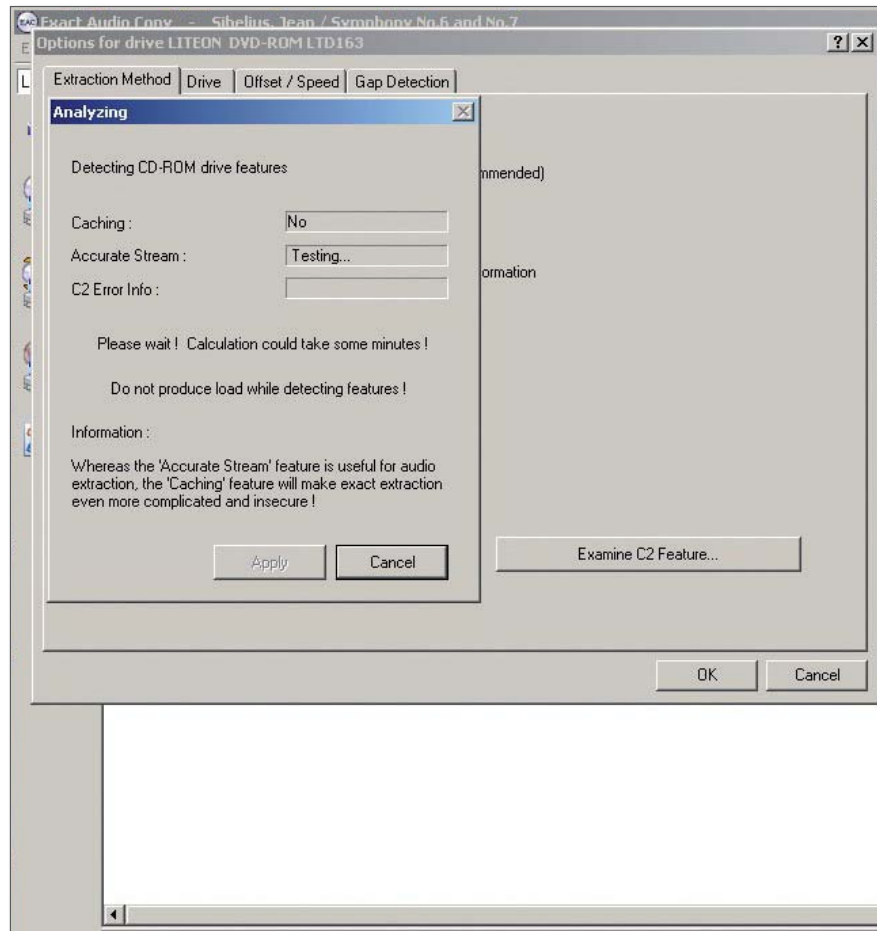 Exact Audio Copy - Sibelius, Jean / Symphony No.6 and No.7
Options for drive LITEON DVD-ROM LTD163
Extraction Method Drive Offset / Speed Gap Detection
Analyzing
Detecting CD-ROM drive features
mmended)
Caching : No
Accurate Stream : Testing...
ormation
C2 Error Info :
Please wait ! Calculation could take some minutes !
Do not produce load while detecting features !
Information :
Whereas the 'Accurate Stream' feature is useful for audio
extraction, the 'Caching' feature will make exact extraction
even more complicated and insecure !
Apply Cancel
Examine C2 Feature...
OK Cancel